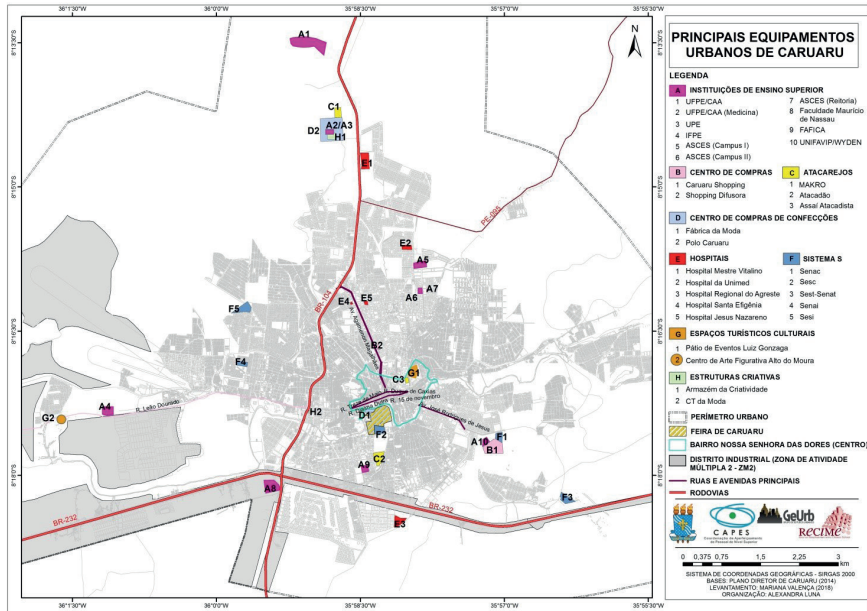 36°1'30"O
36°0'0"O
35°58'30"O
35°57'0"O
35°55'30"O
8°13'30"S
8°15'0"S
8°16'30"S
8°18'0"S
N
A1
C1
A2/A3
D2
H1
E1
PE-095
E2
A5
A7
A6
E4
E5
F5
BR-104
Av. Agamenon Magalhães
B2
F4
G1
C3
R. Duque de Caxias
R. 15 de novembro
Av. José Rodrigues de Jesus
R. Leão Dourado
A4
G2
H2
D1
F2
A10
F1
B1
C2
A9
A8
F3
E3
BR-232
BR-232
PRINCIPAIS EQUIPAMENTOS
URBANOS DE CARUARU
LEGENDA
A INSTITUIÇÕES DE ENSINO SUPERIOR
1 UFPE/CAA
2 UFPE/CAA (Medicina)
3 UPE
4 IFPE
5 ASCES (Campus I)
6 ASCES (Campus II)
7 ASCES (Reitoria)
8 Faculdade Maurício
de Nassau
9 FAFICA
10 UNIFAVIP/WYDEN
B CENTRO DE COMPRAS
1 Caruaru Shopping
2 Shopping Difusora
C ATACAREJOS
1 MAKRO
2 Atacadão
3 Assaí Atacadista
D CENTRO DE COMPRAS DE CONFECÇÕES
1 Fábrica da Moda
2 Polo Caruaru
E HOSPITAIS
1 Hospital Mestre Vitalino
2 Hospital da Unimed
3 Hospital Regional do Agreste
4 Hospital Santa Efigênia
5 Hospital Jesus Nazareno
F SISTEMA S
1 Senac
2 Sesc
3 Sest-Senat
4 Senai
5 Sesi
G ESPAÇOS TURÍSTICOS CULTURAIS
1 Pátio de Eventos Luiz Gonzaga
2 Centro de Arte Figurativa Alto do Moura
H ESTRUTURAS CRIATIVAS
1 Armazém da Criatividade
2 CT da Moda
PERÍMETRO URBANO
FEIRA DE CARUARU
BAIRRO NOSSA SENHORA DAS DORES (CENTRO)
DISTRITO INDUSTRIAL (ZONA DE ATIVIDADE
MÚLTIPLA 2 - ZM2)
RUAS E AVENIDAS PRINCIPAIS
RODOVIAS
CAPES
GeUrb
ReCiMe
0 0,375 0,75 1,5 2,25 3
km
SISTEMA DE COORDENADAS GEOGRÁFICAS - SIRGAS 2000
BASES: PLANO DIRETOR DE CARUARU (2014)
LEVANTAMENTO: MARIANA VALENÇA (2018)
ORGANIZAÇÃO: ALEXANDRA LUNA